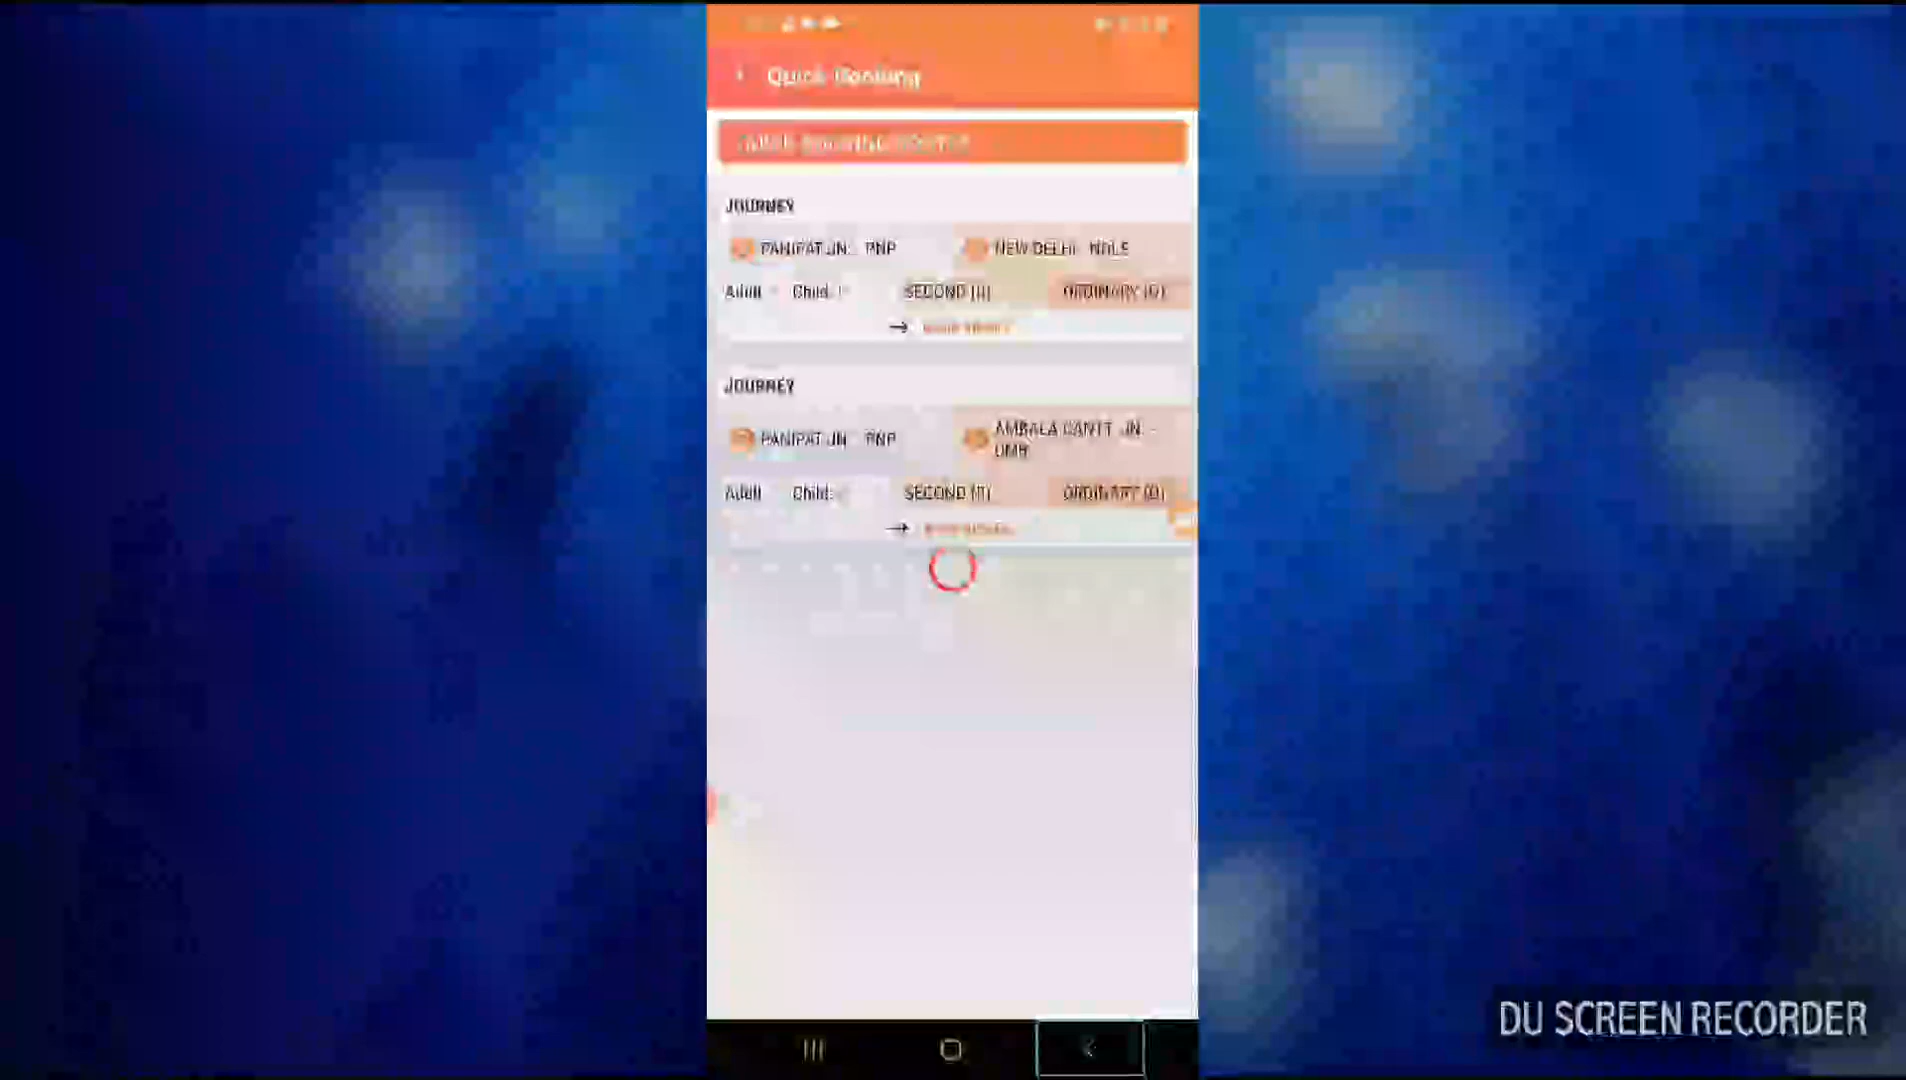 Quick Booking
JOURNEY
PANIPAT JN. - PNP
NEW DELHI - NDLS
Adult
Child:
SECOND (II)
ORDINARY (O)
→
JOURNEY
PANIPAT JN. - PNP
AMBALA CANTT. JN. -
UMB
Adult
Child:
SECOND (II)
ORDINARY (O)
→
DU SCREEN RECORDER